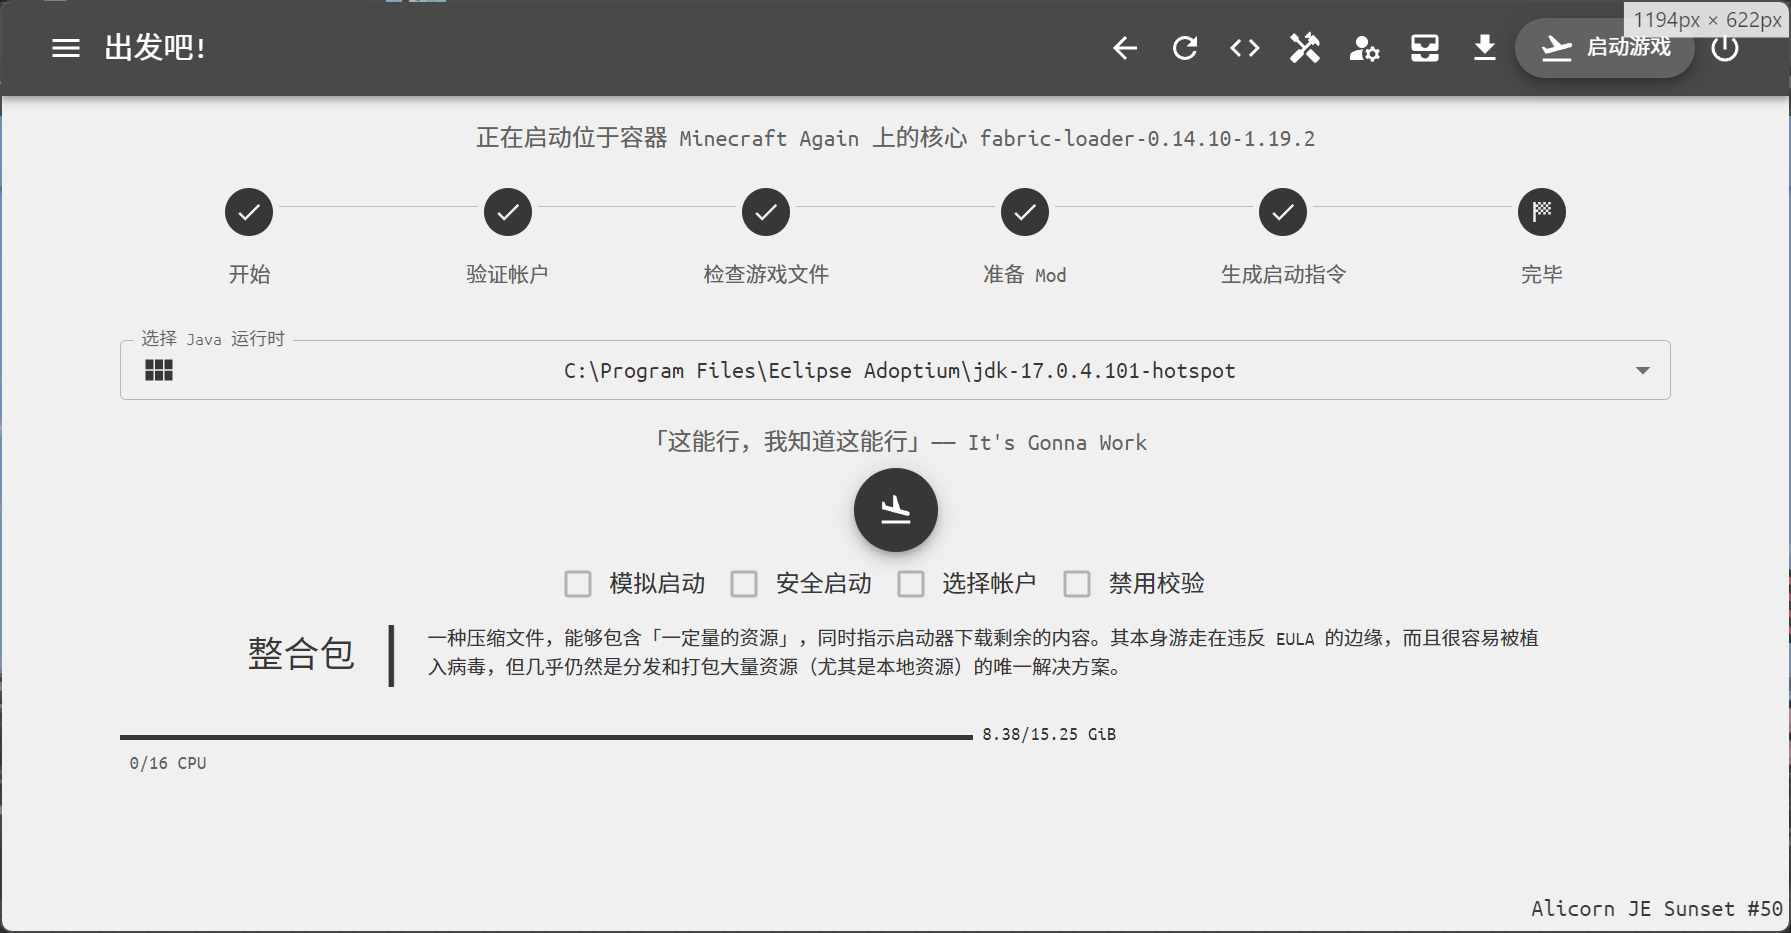 出发吧!
启动游戏
1194px × 622px
正在启动位于容器 Minecraft Again 上的核心 fabric-loader-0.14.10-1.19.2
开始
验证帐户
检查游戏文件
准备 Mod
生成启动指令
完毕
选择 Java 运行时
C:\Program Files\Eclipse Adoptium\jdk-17.0.4.101-hotspot
「这能行，我知道这能行」—— It's Gonna Work
模拟启动
安全启动
选择帐户
禁用校验
整合包
一种压缩文件，能够包含「一定量的资源」，同时指示启动器下载剩余的内容。其本身游走在违反 EULA 的边缘，而且很容易被植
入病毒，但几乎仍然是分发和打包大量资源（尤其是本地资源）的唯一解决方案。
8.38/15.25 GiB
0/16 CPU
Alicorn JE Sunset #50